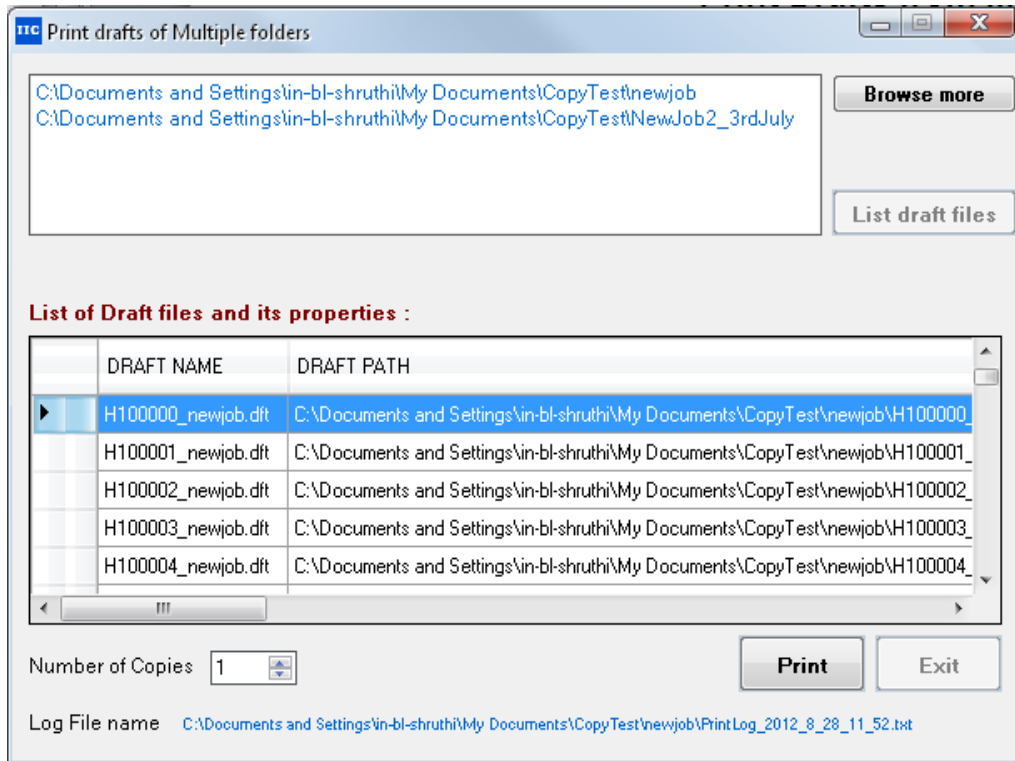 ITC Print drafts of Multiple folders
C:\Documents and Settings\in-bl-shruthi\My Documents\CopyTest\newjob
C:\Documents and Settings\in-bl-shruthi\My Documents\CopyTest\NewJob2_3rdJuly
Browse more
List draft files
List of Draft files and its properties :
DRAFT NAME DRAFT PATH
H100000_newjob.dft C:\Documents and Settings\in-bl-shruthi\My Documents\CopyTest\newjob\H100000_
H100001_newjob.dft C:\Documents and Settings\in-bl-shruthi\My Documents\CopyTest\newjob\H100001_
H100002_newjob.dft C:\Documents and Settings\in-bl-shruthi\My Documents\CopyTest\newjob\H100002_
H100003_newjob.dft C:\Documents and Settings\in-bl-shruthi\My Documents\CopyTest\newjob\H100003_
H100004_newjob.dft C:\Documents and Settings\in-bl-shruthi\My Documents\CopyTest\newjob\H100004_
Number of Copies 1
Print Exit
Log File name C:\Documents and Settings\in-bl-shruthi\My Documents\CopyTest\newjob\PrintLog_2012_8_28_11_52.txt